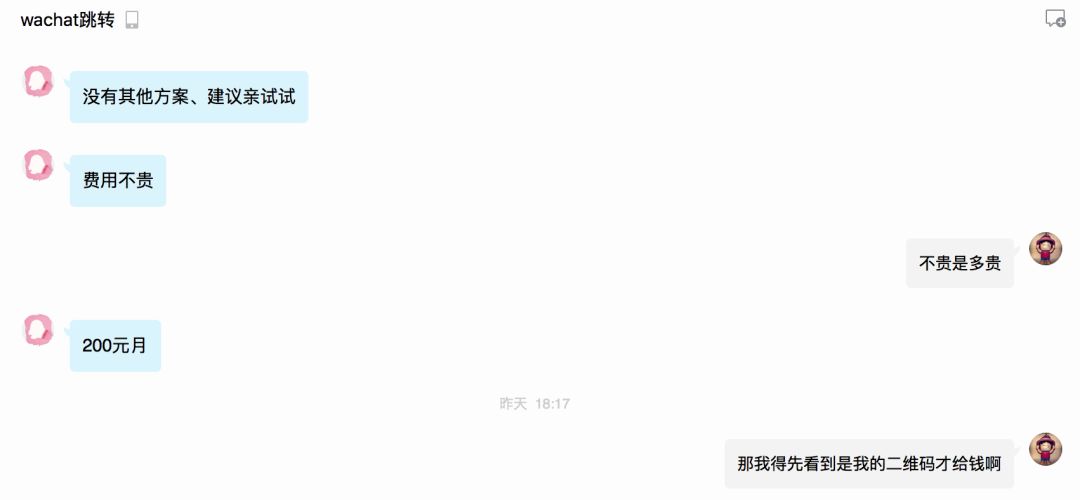 wachat跳转
没有其他方案、建议亲试试
费用不贵
不贵是多贵
200元月
昨天 18:17
那我得先看到是我的二维码才给钱啊